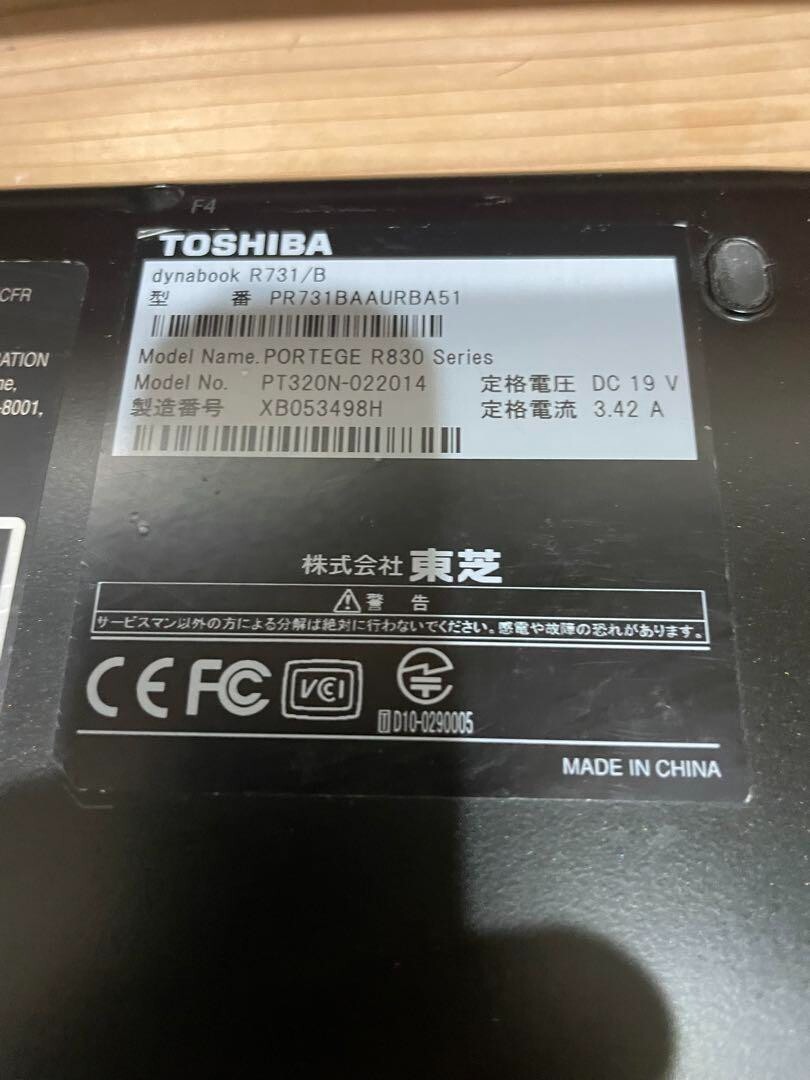 F4
TOSHIBA
dynabook R731/B
型 番 PR731BAAURBA51
Model Name. PORTEGE R830 Series
Model No. PT320N-022014 定格電圧 DC 19 V
製造番号 XB053498H 定格電流 3.42 A
株式会社 東芝
⚠警 告
サービスマン以外の方による分解は絶対に行わないでください。感電や故障の恐れがあります。
CE FC VCI
T D10-0290005
MADE IN CHINA
CFR
ATION
me,
-8001,